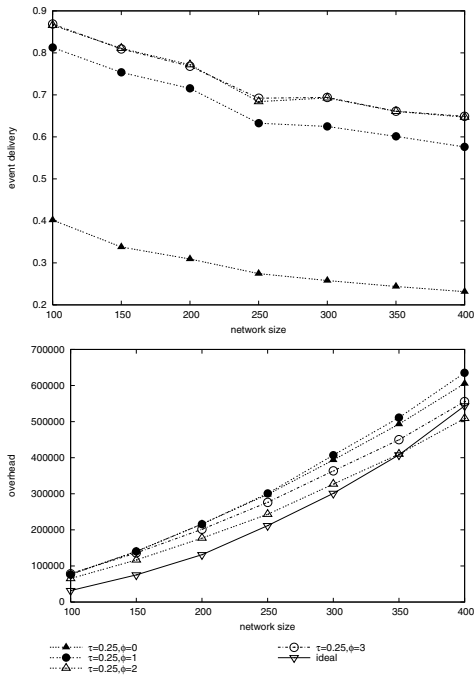 0.9
0.8
0.7
0.6
0.5
0.4
0.3
0.2
event delivery
100 150 200 250 300 350 400
network size
700000
600000
500000
400000
300000
200000
100000
0
overhead
100 150 200 250 300 350 400
network size
τ=0.25,ϕ=0
τ=0.25,ϕ=1
τ=0.25,ϕ=2
τ=0.25,ϕ=3
ideal